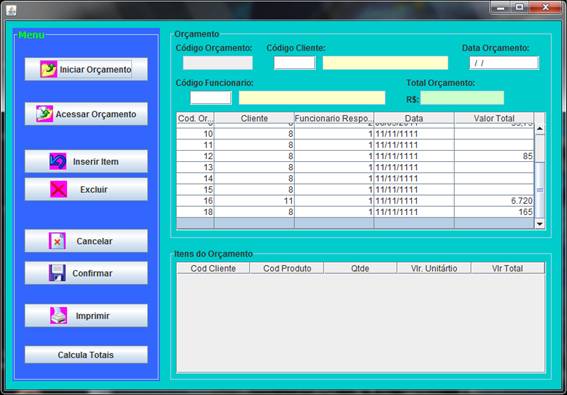 Menu
Iniciar Orçamento
Acessar Orçamento
Inserir Item
Excluir
Cancelar
Confirmar
Imprimir
Calcula Totais
Orçamento
Código Orçamento: Código Cliente: Data Orçamento:
/ /
Código Funcionario: Total Orçamento:
R$:
Cod. Or... Cliente Funcionario Respo... Data Valor Total
10 8 1 11/11/1111
11 8 1 11/11/1111
12 8 1 11/11/1111 85
13 8 1 11/11/1111
14 8 1 11/11/1111
15 8 1 11/11/1111
16 11 1 11/11/1111 6.720
18 8 1 11/11/1111 165
Itens do Orçamento
Cod Cliente Cod Produto Qtde Vlr. Unitártio Vlr Total